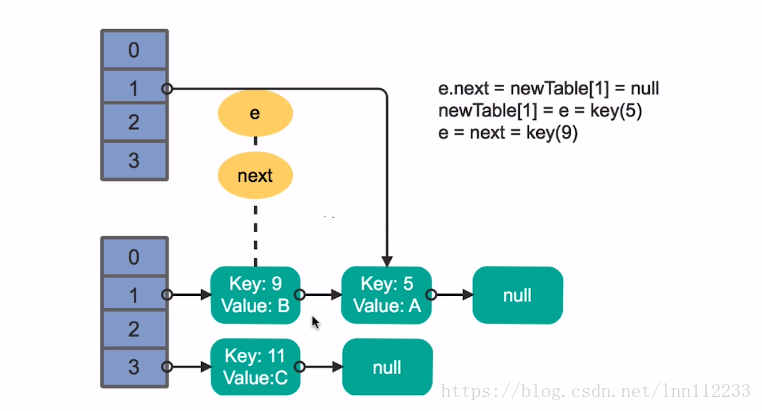 0
1
2
3
e
next
e.next = newTable[1] = null
newTable[1] = e = key(5)
e = next = key(9)
0
1
2
3
Key: 9
Value: B
Key: 5
Value: A
null
Key: 11
Value:C
null
https://blog.csdn.net/lnn112233